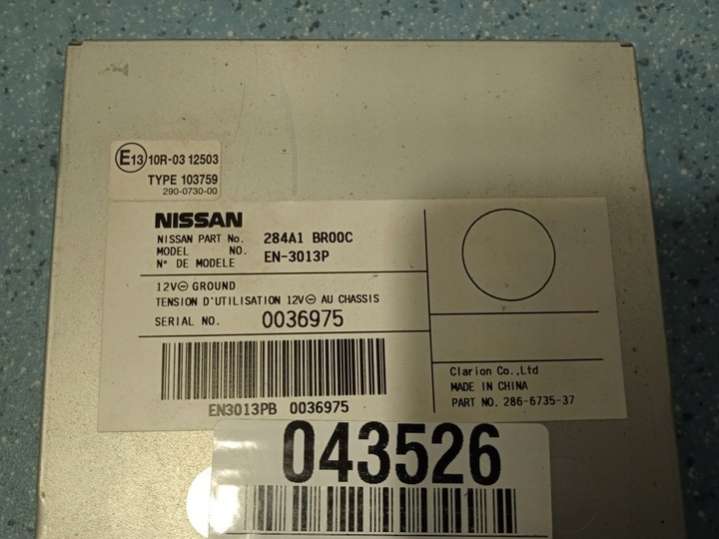 E13 10R-03 12503
TYPE 103759
290-0730-00
NISSAN
NISSAN PART No. 284A1 BR00C
MODEL NO. EN-3013P
N° DE MODELE
12V⊖ GROUND
TENSION D'UTILISATION 12V⊖ AU CHASSIS
SERIAL NO. 0036975
EN3013PB 0036975
Clarion Co.,Ltd
MADE IN CHINA
PART NO. 286-6735-37
043526